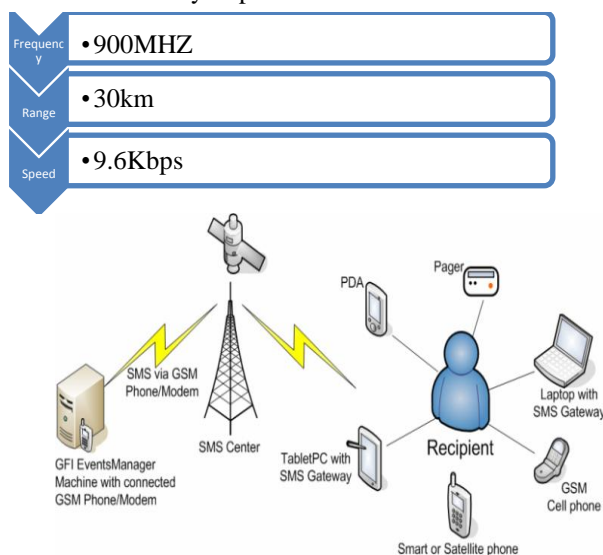 Frequenc
y
•900MHZ
Range
•30km
Speed
•9.6Kbps
PDA
Pager
SMS via GSM
Phone/Modem
SMS Center
GFI EventsManager
Machine with connected
GSM Phone/Modem
TabletPC with
SMS Gateway
Recipient
Laptop with
SMS Gateway
GSM
Cell phone
Smart or Satellite phone